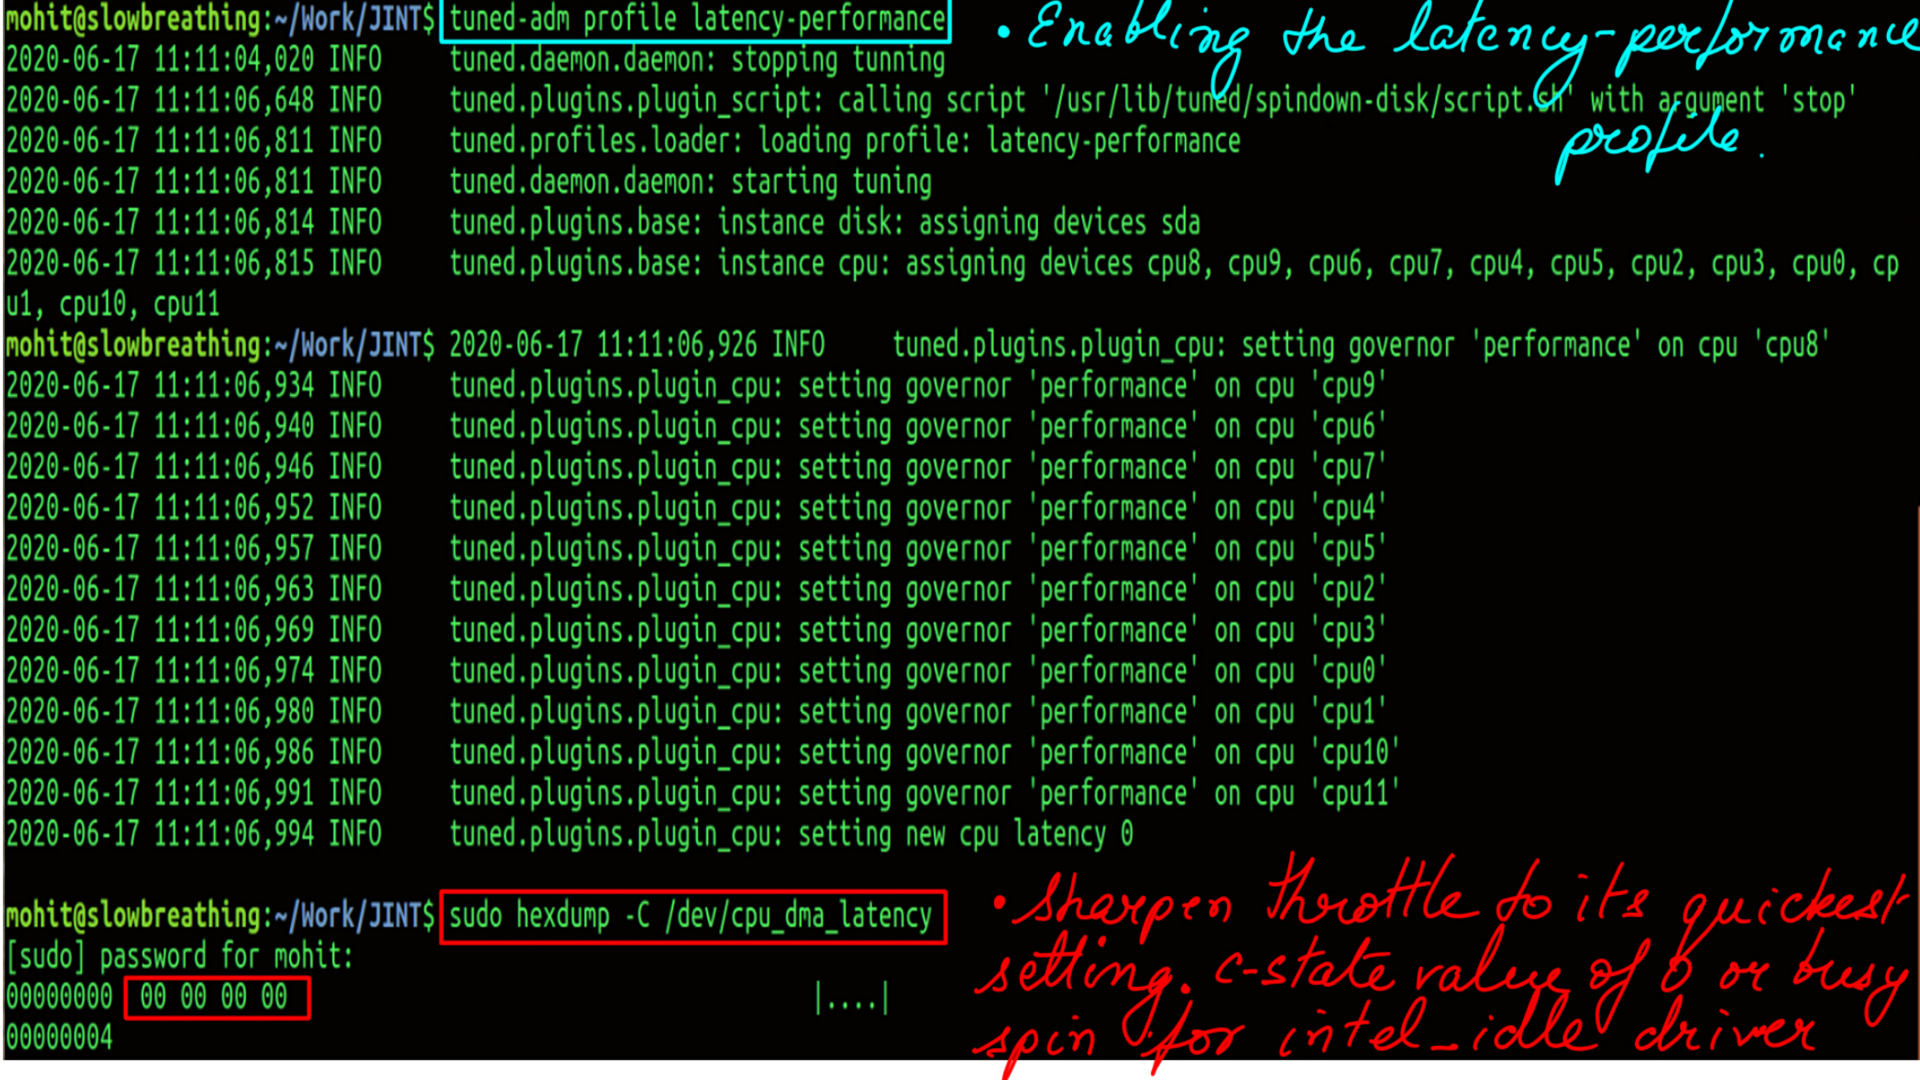 mohit@slowbreathing:~/Work/JINT$ tuned-adm profile latency-performance
• Enabling the latency-performance
profile.
2020-06-17 11:11:04,020 INFO tuned.daemon.daemon: stopping tunning
2020-06-17 11:11:06,648 INFO tuned.plugins.plugin_script: calling script '/usr/lib/tuned/spindown-disk/script.sh' with argument 'stop'
2020-06-17 11:11:06,811 INFO tuned.profiles.loader: loading profile: latency-performance
2020-06-17 11:11:06,811 INFO tuned.daemon.daemon: starting tuning
2020-06-17 11:11:06,814 INFO tuned.plugins.base: instance disk: assigning devices sda
2020-06-17 11:11:06,815 INFO tuned.plugins.base: instance cpu: assigning devices cpu8, cpu9, cpu6, cpu7, cpu4, cpu5, cpu2, cpu3, cpu0, cp
u1, cpu10, cpu11
mohit@slowbreathing:~/Work/JINT$ 2020-06-17 11:11:06,926 INFO tuned.plugins.plugin_cpu: setting governor 'performance' on cpu 'cpu8'
2020-06-17 11:11:06,934 INFO tuned.plugins.plugin_cpu: setting governor 'performance' on cpu 'cpu9'
2020-06-17 11:11:06,940 INFO tuned.plugins.plugin_cpu: setting governor 'performance' on cpu 'cpu6'
2020-06-17 11:11:06,946 INFO tuned.plugins.plugin_cpu: setting governor 'performance' on cpu 'cpu7'
2020-06-17 11:11:06,952 INFO tuned.plugins.plugin_cpu: setting governor 'performance' on cpu 'cpu4'
2020-06-17 11:11:06,957 INFO tuned.plugins.plugin_cpu: setting governor 'performance' on cpu 'cpu5'
2020-06-17 11:11:06,963 INFO tuned.plugins.plugin_cpu: setting governor 'performance' on cpu 'cpu2'
2020-06-17 11:11:06,969 INFO tuned.plugins.plugin_cpu: setting governor 'performance' on cpu 'cpu3'
2020-06-17 11:11:06,974 INFO tuned.plugins.plugin_cpu: setting governor 'performance' on cpu 'cpu0'
2020-06-17 11:11:06,980 INFO tuned.plugins.plugin_cpu: setting governor 'performance' on cpu 'cpu1'
2020-06-17 11:11:06,986 INFO tuned.plugins.plugin_cpu: setting governor 'performance' on cpu 'cpu10'
2020-06-17 11:11:06,991 INFO tuned.plugins.plugin_cpu: setting governor 'performance' on cpu 'cpu11'
2020-06-17 11:11:06,994 INFO tuned.plugins.plugin_cpu: setting new cpu latency 0
mohit@slowbreathing:~/Work/JINT$ sudo hexdump -C /dev/cpu_dma_latency
[sudo] password for mohit:
00000000 00 00 00 00 |....|
00000004
• Sharpen Throttle to its quickest
setting. C-state value of 0 or busy
spin for intel_idle driver